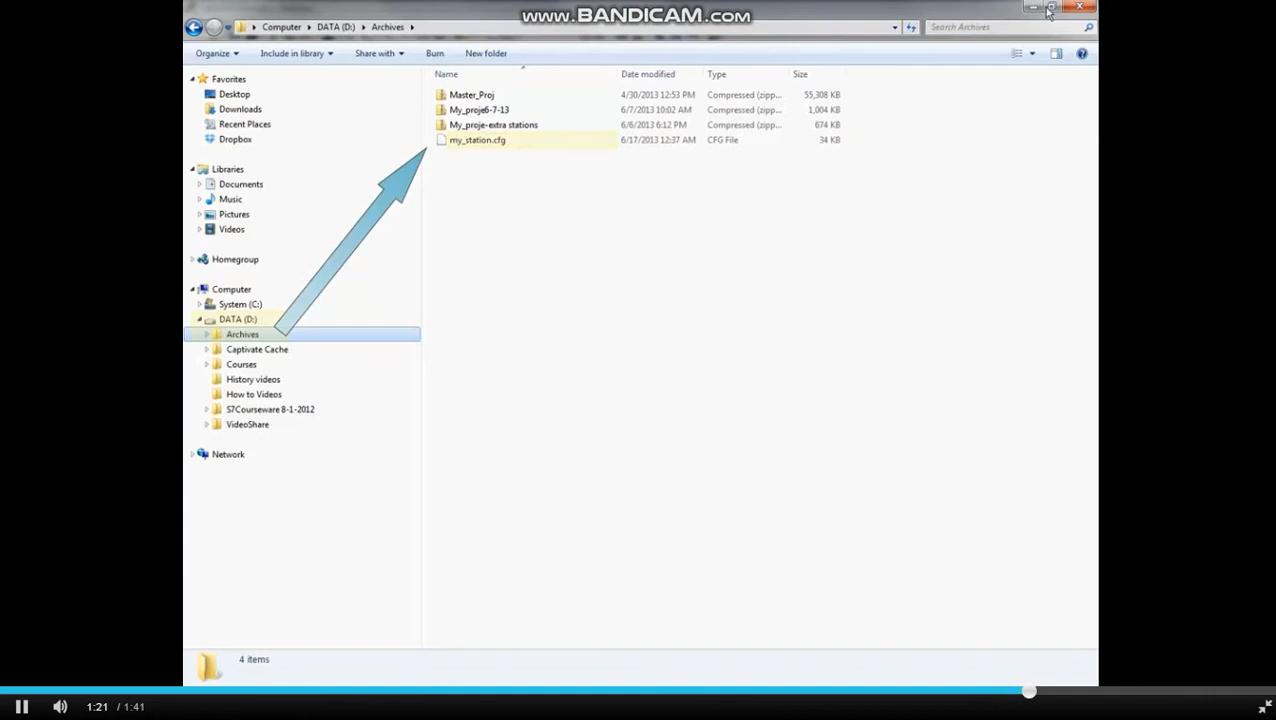 www.BANDICAM.com
Computer DATA (D:) Archives Search Archives
Organize Include in library Share with Burn New folder
Favorites
Desktop
Downloads
Recent Places
Dropbox
Libraries
Documents
Music
Pictures
Videos
Homegroup
Computer
System (C:)
DATA (D:)
Archives
Captivate Cache
Courses
History videos
How to Videos
S7Courseware 8-1-2012
VideoShare
Network
Name Date modified Type Size
Master_Proj 4/30/2013 12:53 PM Compressed (zipp... 55,308 KB
My_proje6-7-13 6/7/2013 10:02 AM Compressed (zipp... 1,004 KB
My_proje-extra stations 6/6/2013 6:12 PM Compressed (zipp... 674 KB
my_station.cfg 6/17/2013 12:37 AM CFG File 34 KB
4 items
1:21 / 1:41